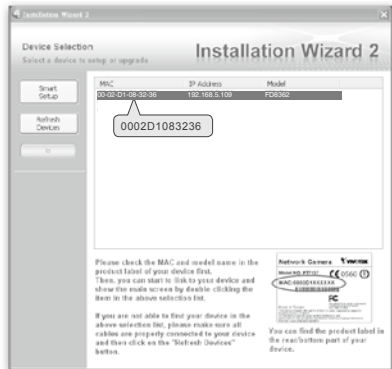 Installation Wizard 2
Device Selection
Select a device to setup or upgrade
Installation Wizard 2
Smart
Setup
Refresh
Devices
MAC IP Address Model
00-02-D1-08-32-36 192.168.5.109 FD8362
0002D1083236
Please check the MAC and model name in the
product label of your device first.
Then, you can start to link to your device and
show the main screen by double clicking the
item in the above selection list.
If you are not able to find your device in the
above selection list, please make sure all
cables are properly connected to your device
and then click on the "Refresh Devices"
button.
Network Camera VIVOTEK
0560
MAC:0002D1XXXXXX
FC
You can find the product label in
the rear/bottom part of your
device.